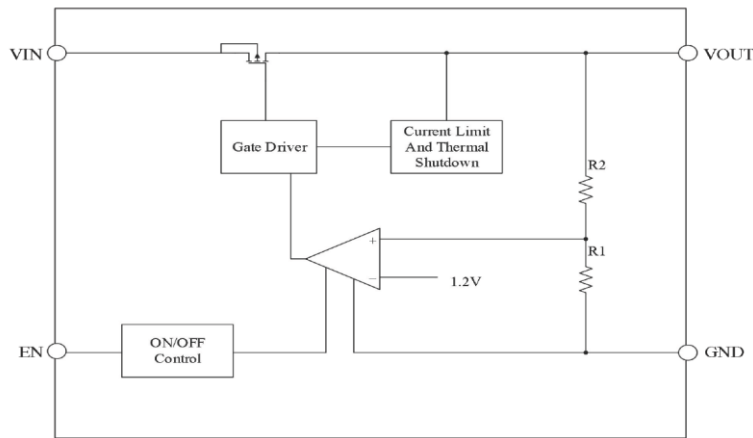 VIN
VOUT
Gate Driver
Current Limit
And Thermal
Shutdown
R2
+
R1
−
1.2V
EN
ON/OFF
Control
GND